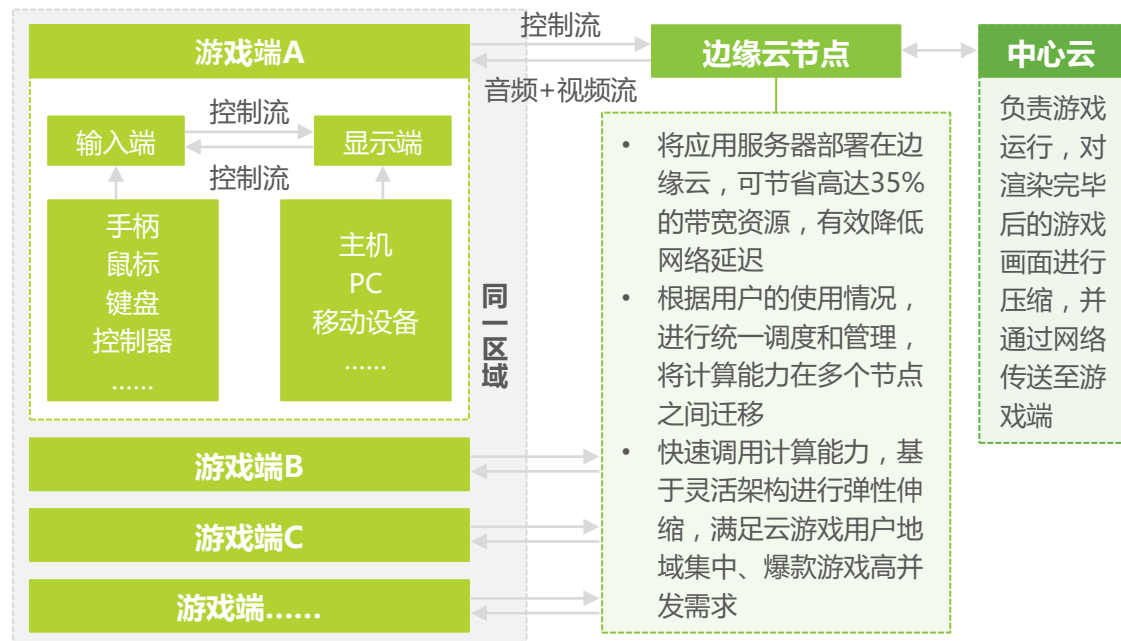 游戏端A
控制流
音频+视频流
边缘云节点
中心云
控制流
输入端
显示端
控制流
手柄
鼠标
键盘
控制器
……
主机
PC
移动设备
……
同
一
区
域
游戏端B
游戏端C
游戏端……
• 将应用服务器部署在边
缘云，可节省高达35%
的带宽资源，有效降低
网络延迟
• 根据用户的使用情况，
进行统一调度和管理，
将计算能力在多个节点
之间迁移
• 快速调用计算能力，基
于灵活架构进行弹性伸
缩，满足云游戏用户地
域集中、爆款游戏高并
发需求
负责游戏
运行，对
渲染完毕
后的游戏
画面进行
压缩，并
通过网络
传送至游
戏端